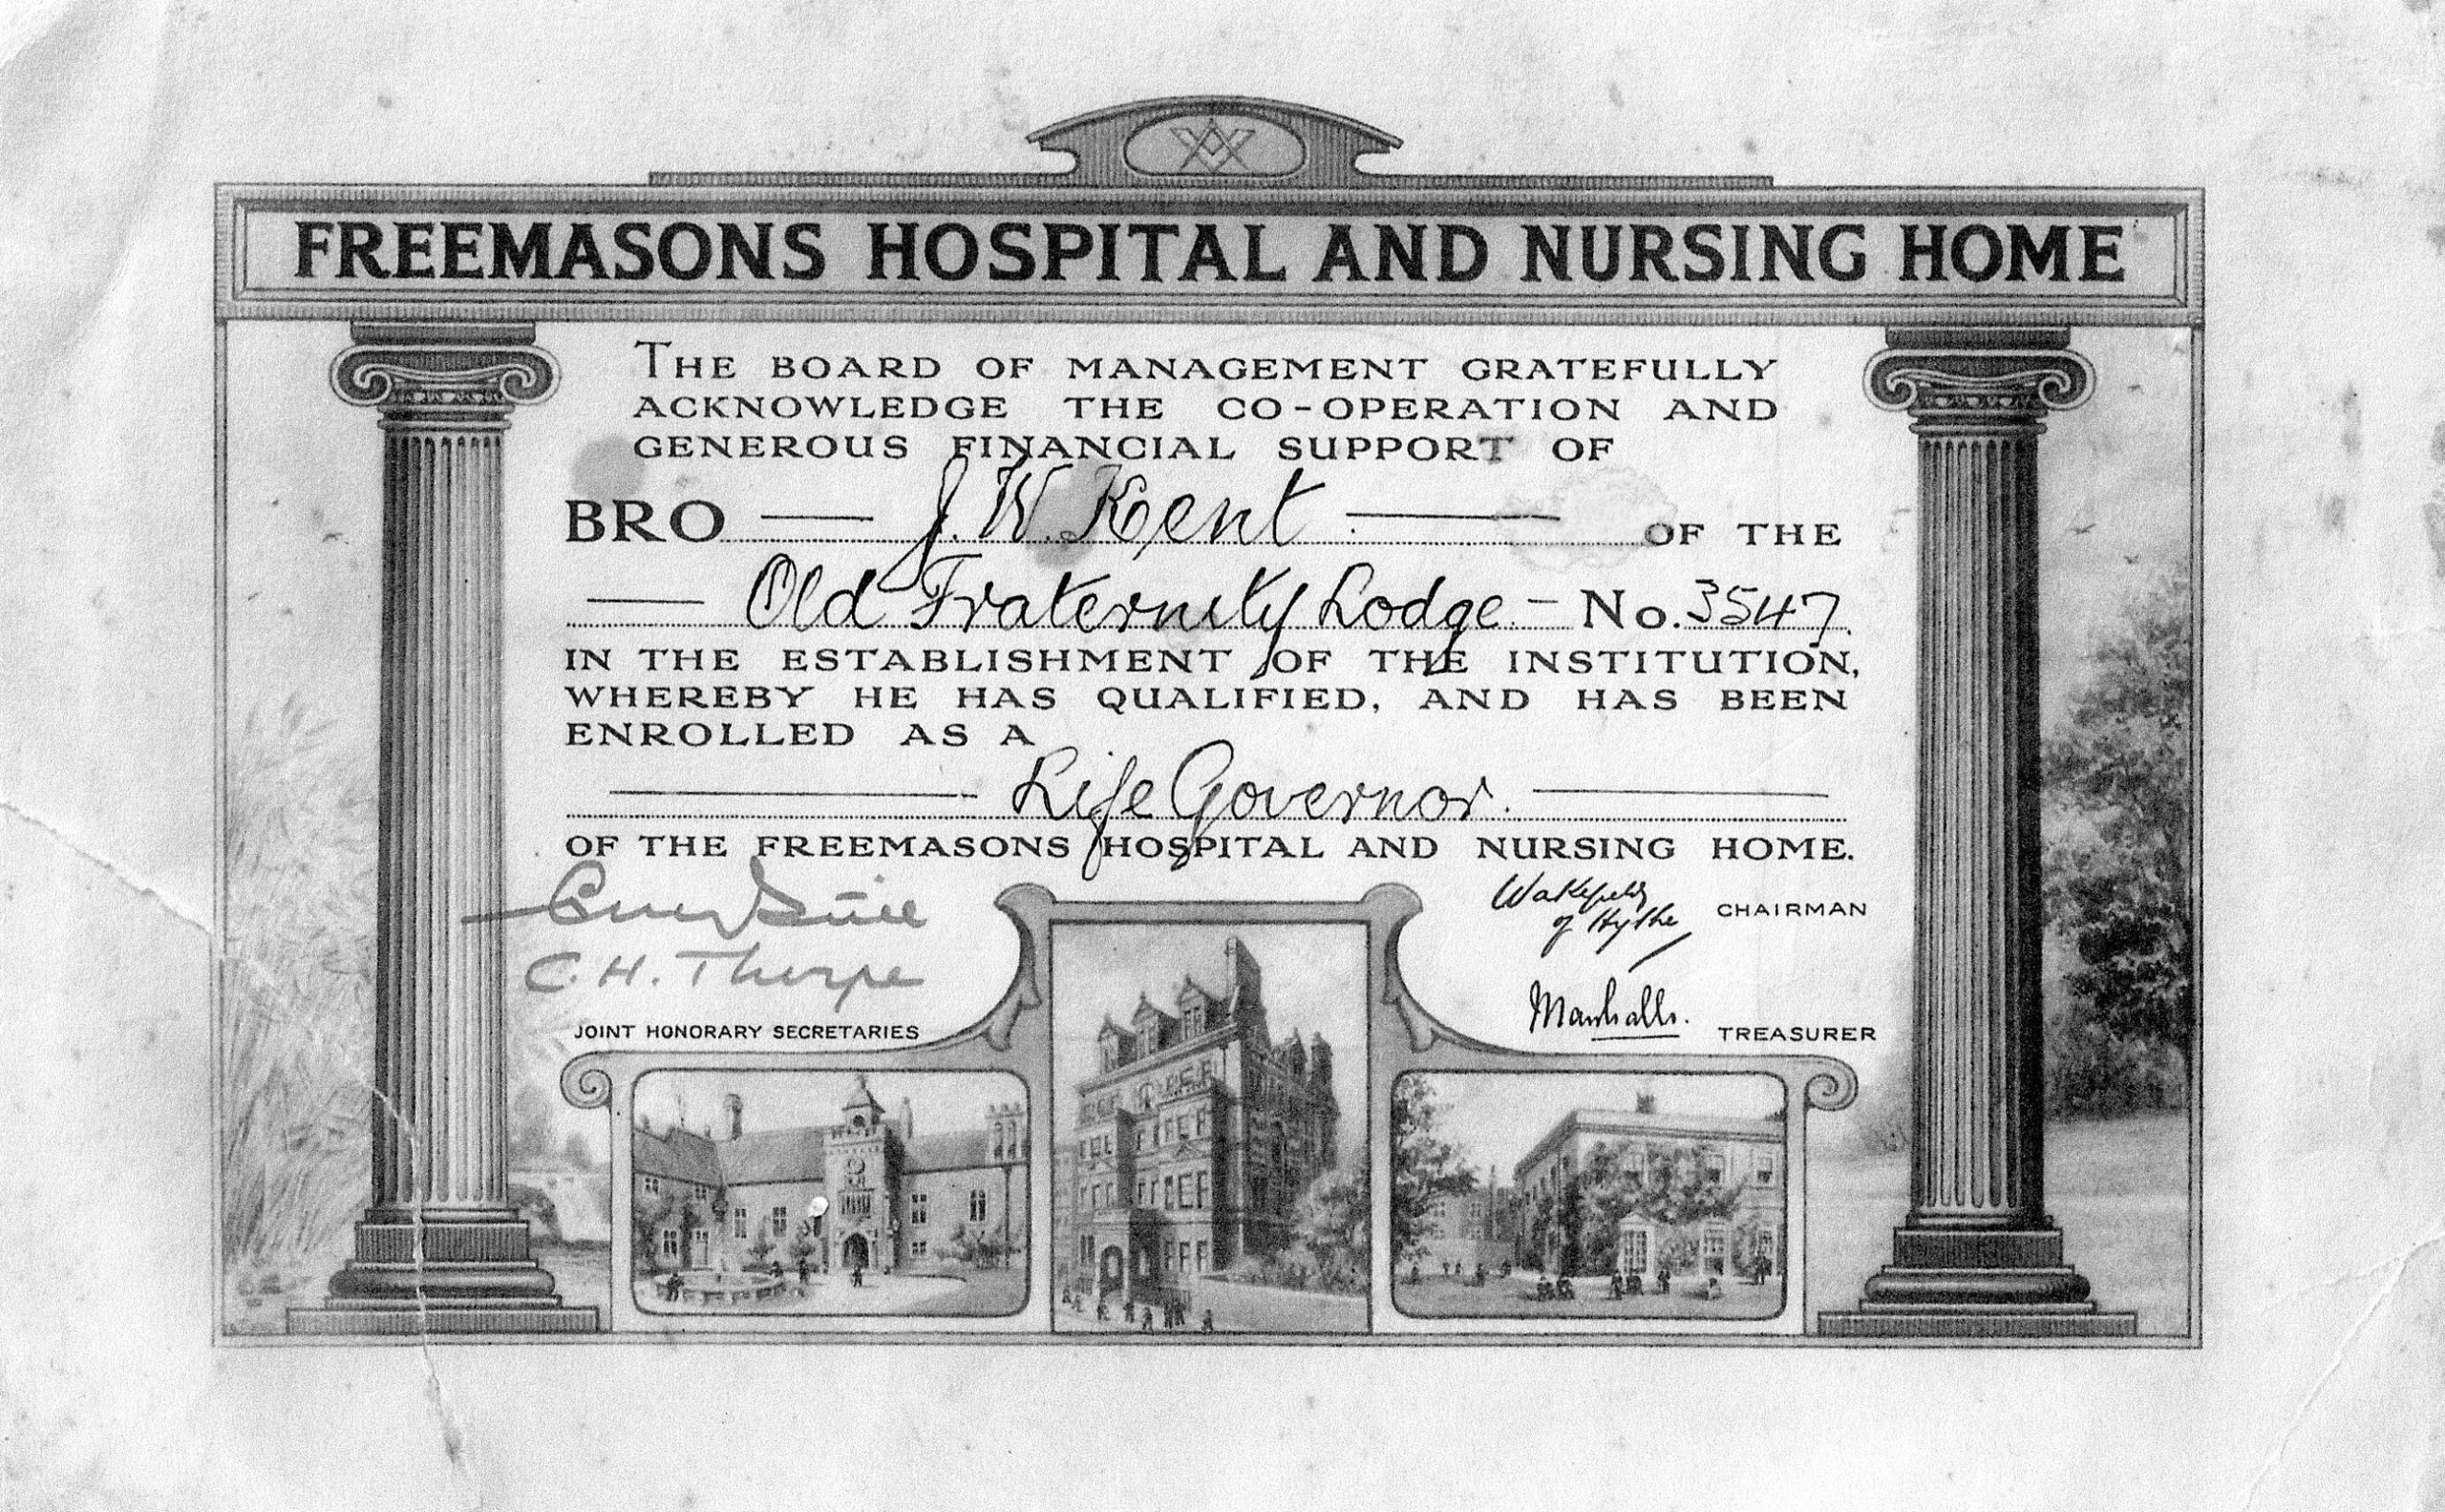 FREEMASONS HOSPITAL AND NURSING HOME
THE BOARD OF MANAGEMENT GRATEFULLY
ACKNOWLEDGE THE CO-OPERATION AND
GENEROUS FINANCIAL SUPPORT OF
BRO — J. W. Kent. — OF THE
— Old Fraternity Lodge. — No. 3547.
IN THE ESTABLISHMENT OF THE INSTITUTION,
WHEREBY HE HAS QUALIFIED, AND HAS BEEN
ENROLLED AS A
— Life Governor. —
OF THE FREEMASONS HOSPITAL AND NURSING HOME.
Wakefield
of Hythe CHAIRMAN
C. H. Thorpe
JOINT HONORARY SECRETARIES
TREASURER